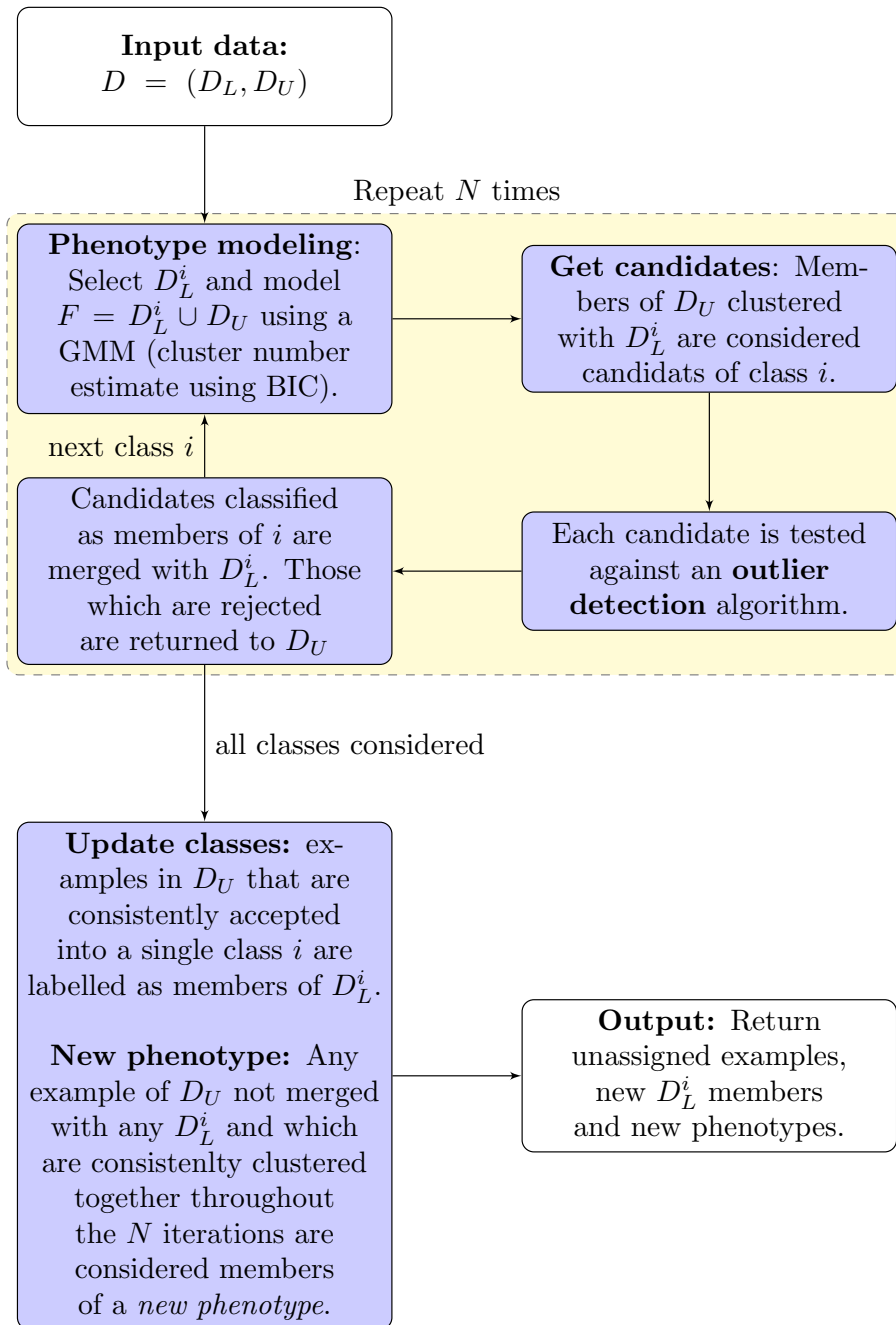 Input data:
D = (D_L, D_U)
Repeat N times
Phenotype modeling:
Select D_L^i and model
F = D_L^i ∪ D_U using a
GMM (cluster number
estimate using BIC).
Get candidates: Mem-
bers of D_U clustered
with D_L^i are considered
candidats of class i.
next class i
Candidates classified
as members of i are
merged with D_L^i. Those
which are rejected
are returned to D_U
Each candidate is tested
against an outlier
detection algorithm.
all classes considered
Update classes: ex-
amples in D_U that are
consistently accepted
into a single class i are
labelled as members of D_L^i.
New phenotype: Any
example of D_U not merged
with any D_L^i and which
are consistenlty clustered
together throughout
the N iterations are
considered members
of a new phenotype.
Output: Return
unassigned examples,
new D_L^i members
and new phenotypes.